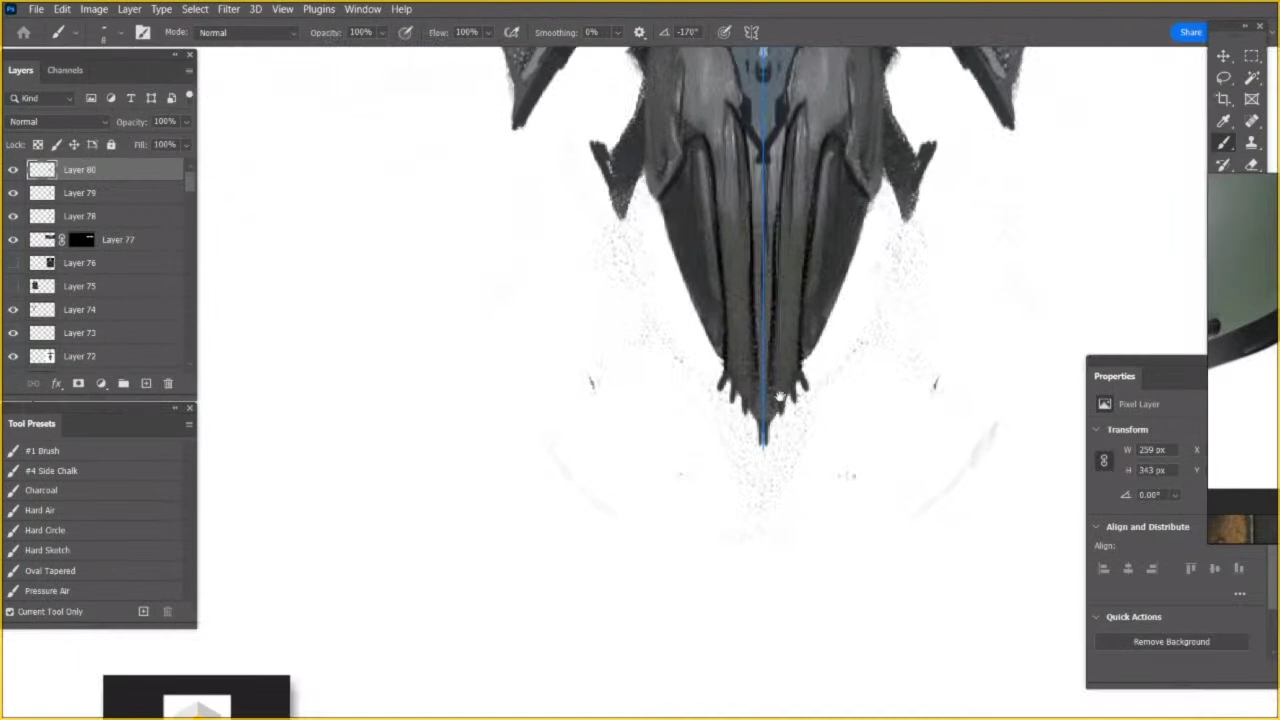 Ps File Edit Image Layer Type Select Filter 3D View Plugins Window Help
8 Mode: Normal Opacity: 100% Flow: 100% Smoothing: 0% -170° Share
Layers Channels
Kind
Normal Opacity: 100%
Lock: Fill: 100%
Layer 80
Layer 79
Layer 78
Layer 77
Layer 76
Layer 75
Layer 74
Layer 73
Layer 72
fx
Tool Presets
#1 Brush
#4 Side Chalk
Charcoal
Hard Air
Hard Circle
Hard Sketch
Oval Tapered
Pressure Air
Current Tool Only
Properties
Pixel Layer
Transform
W 259 px X
H 343 px Y
0.00°
Align and Distribute
Align:
Quick Actions
Remove Background